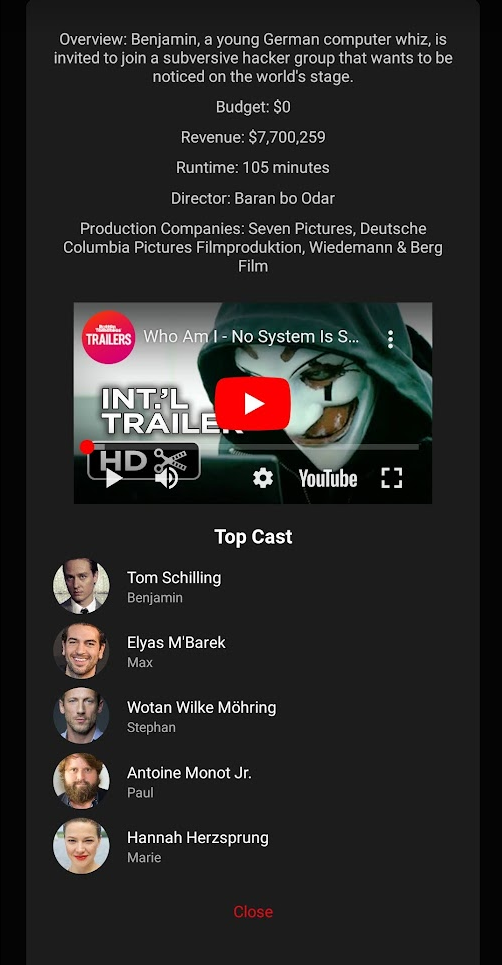 Overview: Benjamin, a young German computer whiz, is
invited to join a subversive hacker group that wants to be
noticed on the world's stage.
Budget: $0
Revenue: $7,700,259
Runtime: 105 minutes
Director: Baran bo Odar
Production Companies: Seven Pictures, Deutsche
Columbia Pictures Filmproduktion, Wiedemann & Berg
Film
Rotten
Tomatoes
TRAILERS
Who Am I - No System Is S...
INT.'L
TRAILER
HD
YouTube
Top Cast
Tom Schilling
Benjamin
Elyas M'Barek
Max
Wotan Wilke Möhring
Stephan
Antoine Monot Jr.
Paul
Hannah Herzsprung
Marie
Close